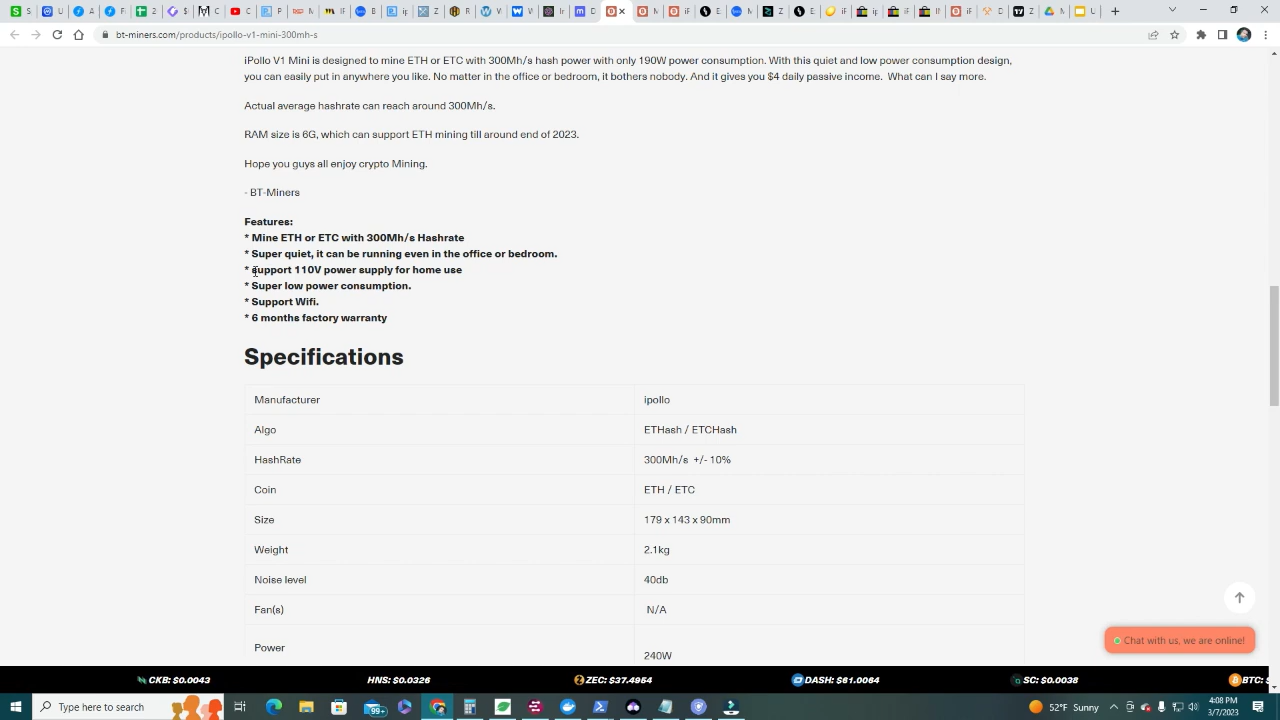 bt-miners.com/products/ipollo-v1-mini-300mh-s
iPollo V1 Mini is designed to mine ETH or ETC with 300Mh/s hash power with only 190W power consumption. With this quiet and low power consumption design,
you can easily put in anywhere you like. No matter in the office or bedroom, it bothers nobody. And it gives you $4 daily passive income. What can I say more.
Actual average hashrate can reach around 300Mh/s.
RAM size is 6G, which can support ETH mining till around end of 2023.
Hope you guys all enjoy crypto Mining.
- BT-Miners
Features:
* Mine ETH or ETC with 300Mh/s Hashrate
* Super quiet, it can be running even in the office or bedroom.
* support 110V power supply for home use
* Super low power consumption.
* Support Wifi.
* 6 months factory warranty
Specifications
Manufacturer ipollo
Algo ETHash / ETCHash
HashRate 300Mh/s +/- 10%
Coin ETH / ETC
Size 179 x 143 x 90mm
Weight 2.1kg
Noise level 40db
Fan(s) N/A
Power 240W
Chat with us, we are online!
CKB: $0.0043 HNS: $0.0326 ZEC: $37.4954 DASH: $61.0064 SC: $0.0038 BTC: $
Type here to search 99+ 52°F Sunny 4:08 PM
3/7/2023